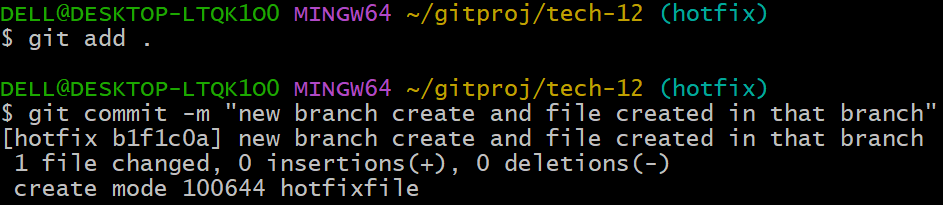 DELL@DESKTOP-LTQK1OO MINGW64 ~/gitproj/tech-12 (hotfix)
$ git add .
DELL@DESKTOP-LTQK1OO MINGW64 ~/gitproj/tech-12 (hotfix)
$ git commit -m "new branch create and file created in that branch"
[hotfix b1f1c0a] new branch create and file created in that branch
 1 file changed, 0 insertions(+), 0 deletions(-)
 create mode 100644 hotfixfile